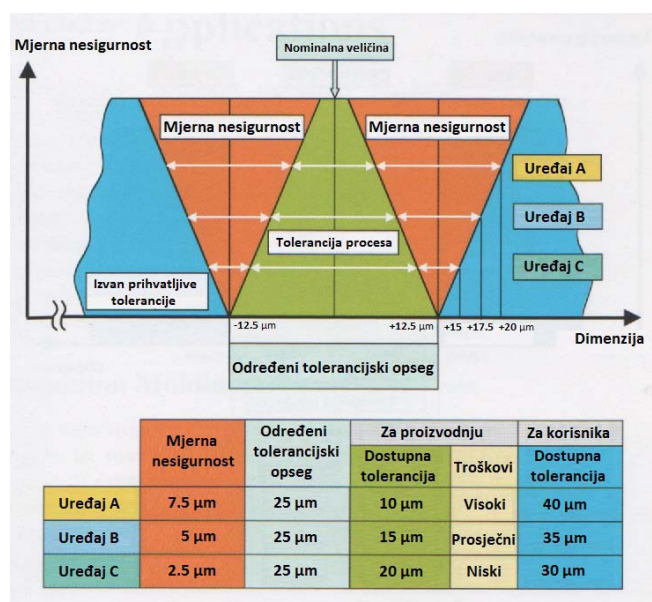 Mjerna nesigurnost
Nominalna veličina
Mjerna nesigurnost
Mjerna nesigurnost
Uređaj A
Uređaj B
Tolerancija procesa
Uređaj C
Izvan prihvatljive
tolerancije
-12.5 µm
+12.5 µm
+15
+17.5
+20 µm
Dimenzija
Određeni tolerancijski opseg
Mjerna
nesigurnost
Određeni
tolerancijski
opseg
Za proizvodnju
Za korisnika
Dostupna
tolerancija
Troškovi
Dostupna
tolerancija
Uređaj A 7.5 µm 25 µm 10 µm Visoki 40 µm
Uređaj B 5 µm 25 µm 15 µm Prosječni 35 µm
Uređaj C 2.5 µm 25 µm 20 µm Niski 30 µm